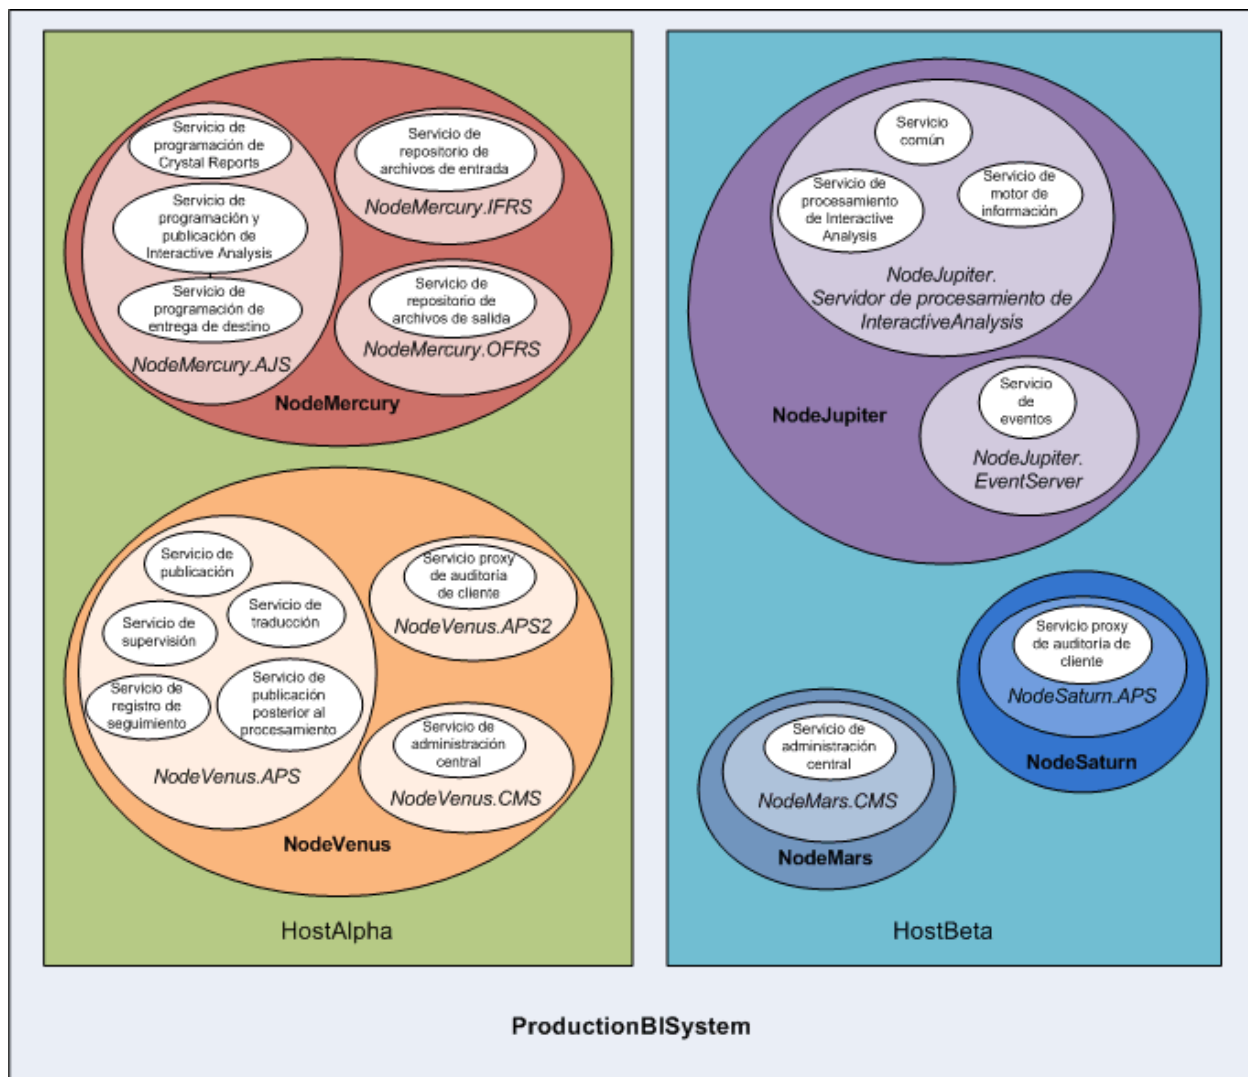 Servicio de
programación de
Crystal Reports
Servicio de
programación y
publicación de
Interactive Analysis
Servicio de
programación de
entrega de destino
NodeMercury.AJS
Servicio de
repositorio de
archivos de entrada
NodeMercury.IFRS
Servicio de
repositorio de
archivos de salida
NodeMercury.OFRS
NodeMercury
Servicio de
publicación
Servicio de
traducción
Servicio de
supervisión
Servicio de
registro de
seguimiento
Servicio de
publicación
posterior al
procesamiento
NodeVenus.APS
Servicio proxy
de auditoría
de cliente
NodeVenus.APS2
Servicio de
administración
central
NodeVenus.CMS
NodeVenus
HostAlpha
Servicio
común
Servicio de
procesamiento
de Interactive
Analysis
Servicio de
motor de
información
NodeJupiter.
Servidor de procesamiento de
InteractiveAnalysis
Servicio
de
eventos
NodeJupiter.
EventServer
NodeJupiter
Servicio proxy
de auditoría de
cliente
NodeSaturn.APS
NodeSaturn
Servicio de
administración
central
NodeMars.CMS
NodeMars
HostBeta
ProductionBISystem